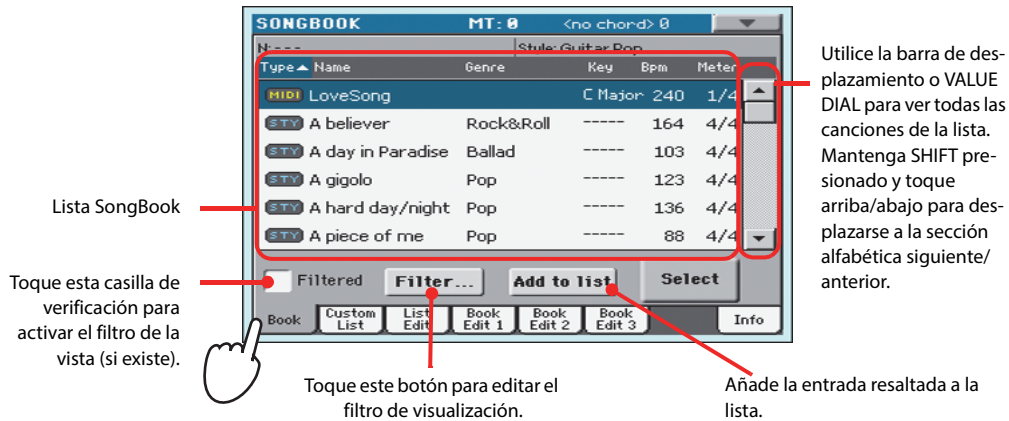 SONGBOOK MT: 0 <no chord> 0
N: - - - Style: Guitar Pop
Type Name Genre Key Bpm Meter
MIDI LoveSong C Major 240 1/4
STY A believer Rock&Roll ----- 164 4/4
STY A day in Paradise Ballad ----- 103 4/4
STY A gigolo Pop ----- 123 4/4
STY A hard day/night Pop ----- 136 4/4
STY A piece of me Pop ----- 88 4/4
Filtered Filter... Add to list Select
Book Custom List List Edit Book Edit 1 Book Edit 2 Book Edit 3 Info
Utilice la barra de des-
plazamiento o VALUE
DIAL para ver todas las
canciones de la lista.
Mantenga SHIFT pre-
sionado y toque
arriba/abajo para des-
plazarse a la sección
alfabética siguiente/
anterior.
Lista SongBook
Toque esta casilla de
verificación para
activar el filtro de la
vista (si existe).
Toque este botón para editar el
filtro de visualización.
Añade la entrada resaltada a la
lista.